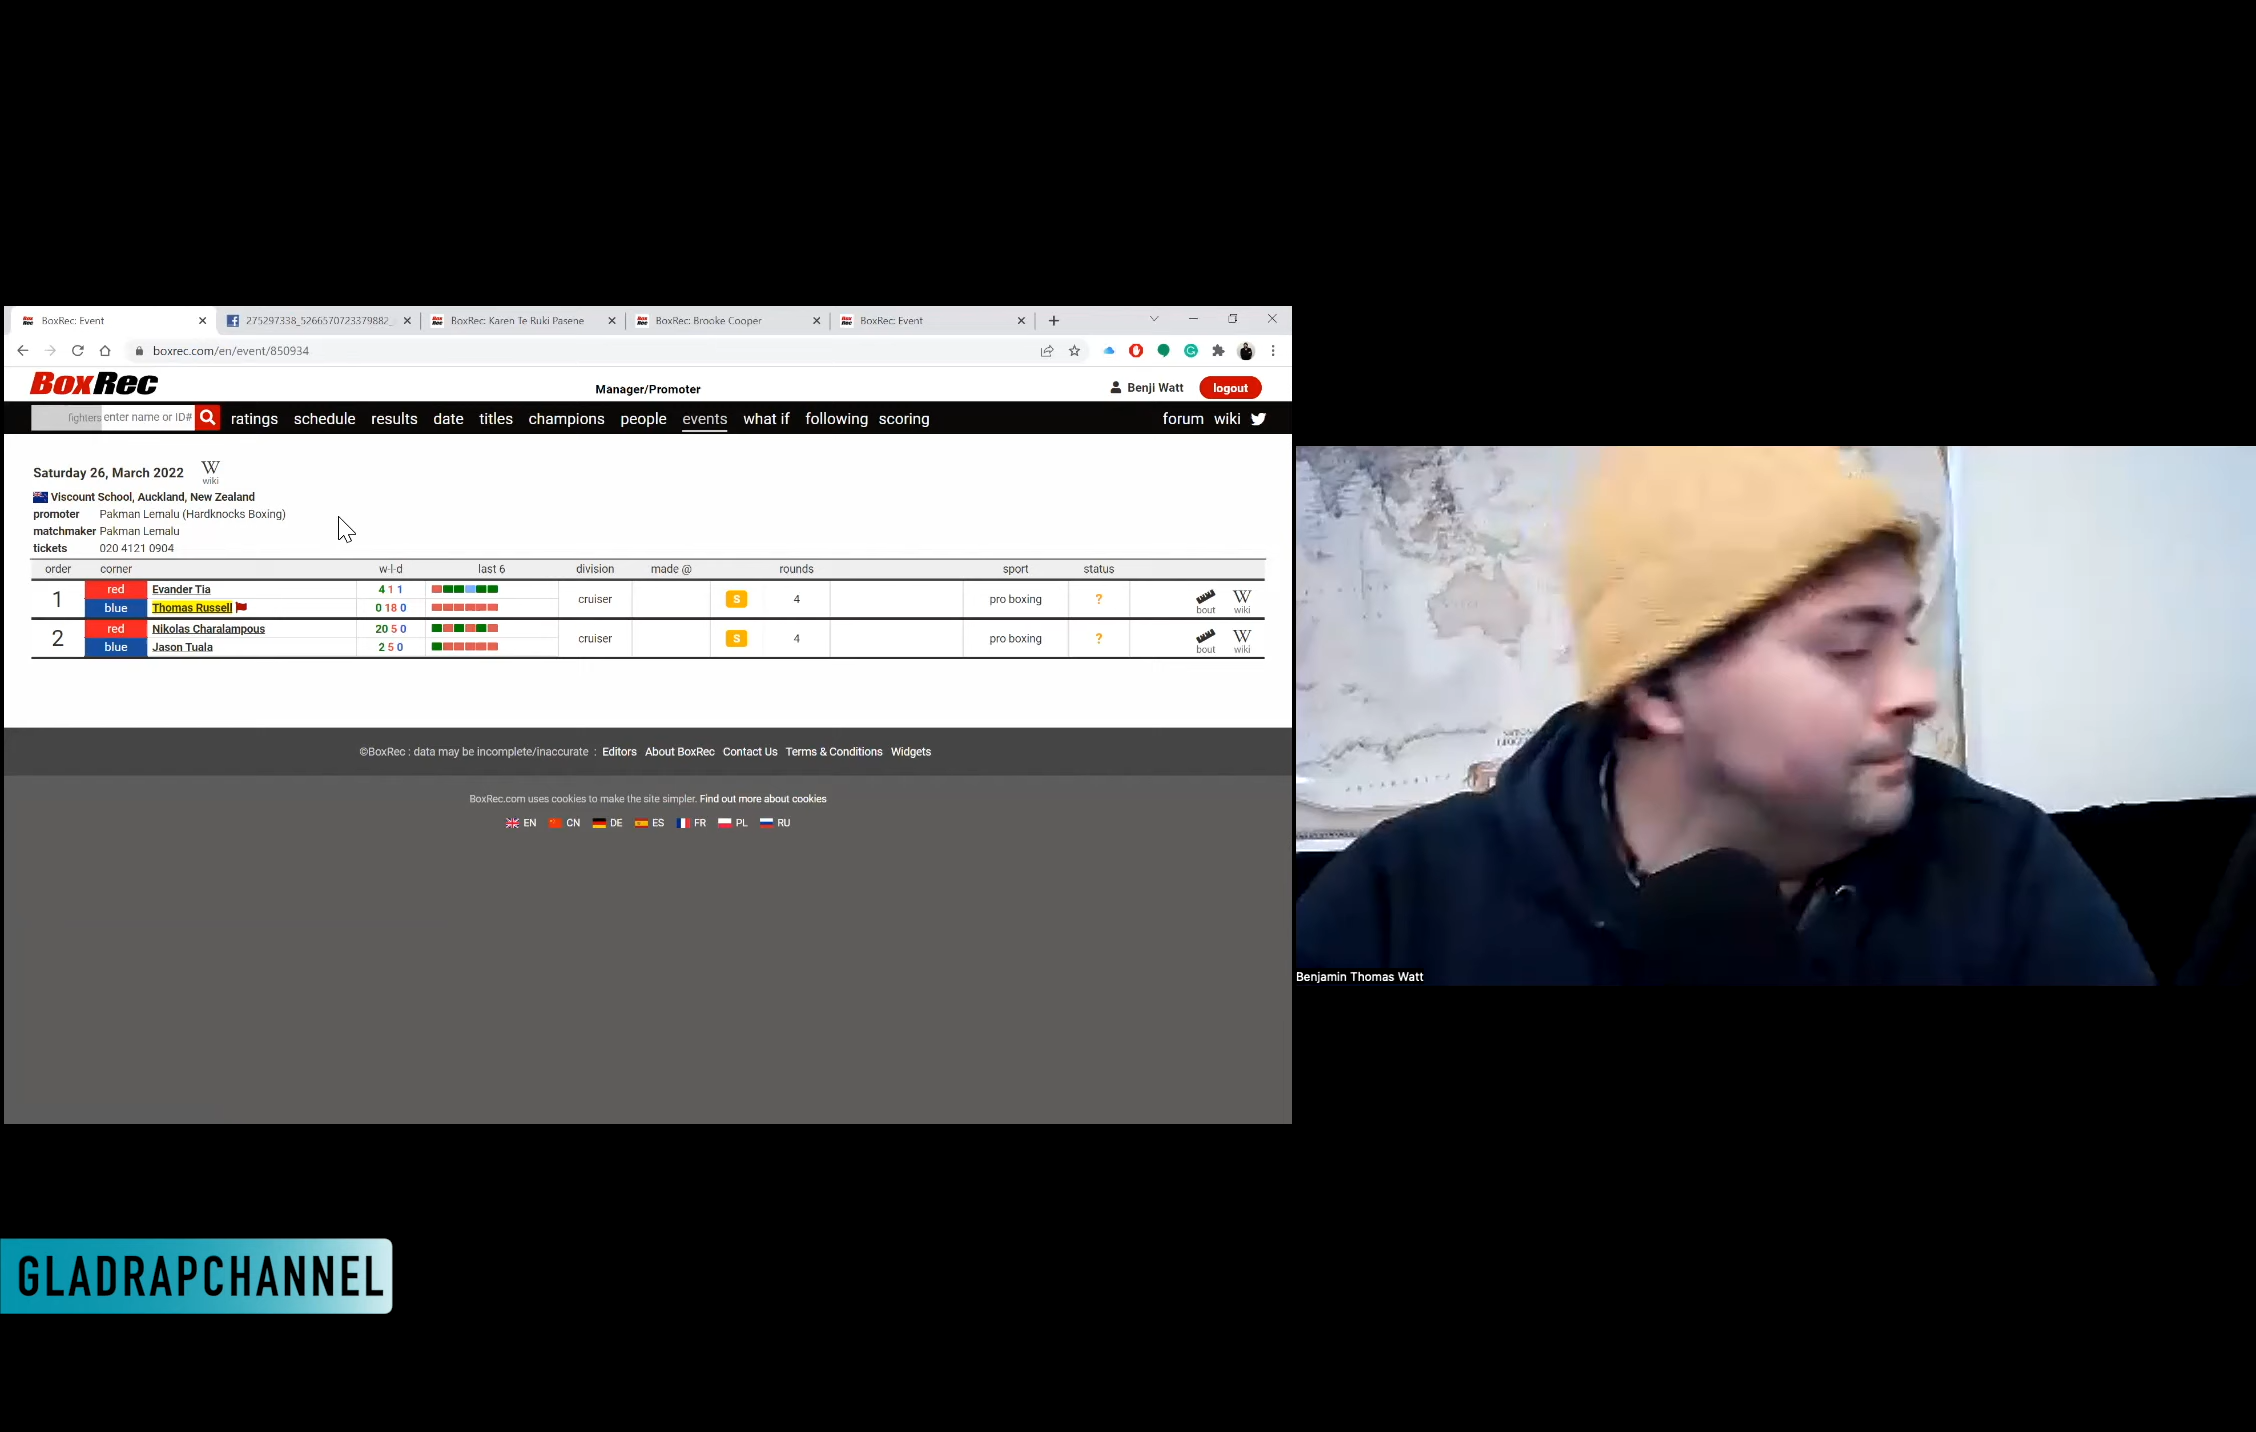 BoxRec: Event
275297338_5266570723379882_
BoxRec: Karen Te Ruki Pasene
BoxRec: Brooke Cooper
BoxRec: Event
boxrec.com/en/event/850934
BoxRec
Manager/Promoter
Benji Watt
logout
fighters enter name or ID#
ratings schedule results date titles champions people events what if following scoring
forum wiki
Saturday 26, March 2022
W
wiki
Viscount School, Auckland, New Zealand
promoter Pakman Lemalu (Hardknocks Boxing)
matchmaker Pakman Lemalu
tickets 020 4121 0904
order corner w-l-d last 6 division made @ rounds sport status
1 red Evander Tia 4 1 1 cruiser S 4 pro boxing ? bout W wiki
blue Thomas Russell 0 18 0
2 red Nikolas Charalampous 20 5 0 cruiser S 4 pro boxing ? bout W wiki
blue Jason Tuala 2 5 0
©BoxRec : data may be incomplete/inaccurate : Editors About BoxRec Contact Us Terms & Conditions Widgets
BoxRec.com uses cookies to make the site simpler. Find out more about cookies
EN CN DE ES FR PL RU
Benjamin Thomas Watt
GLADRAPCHANNEL